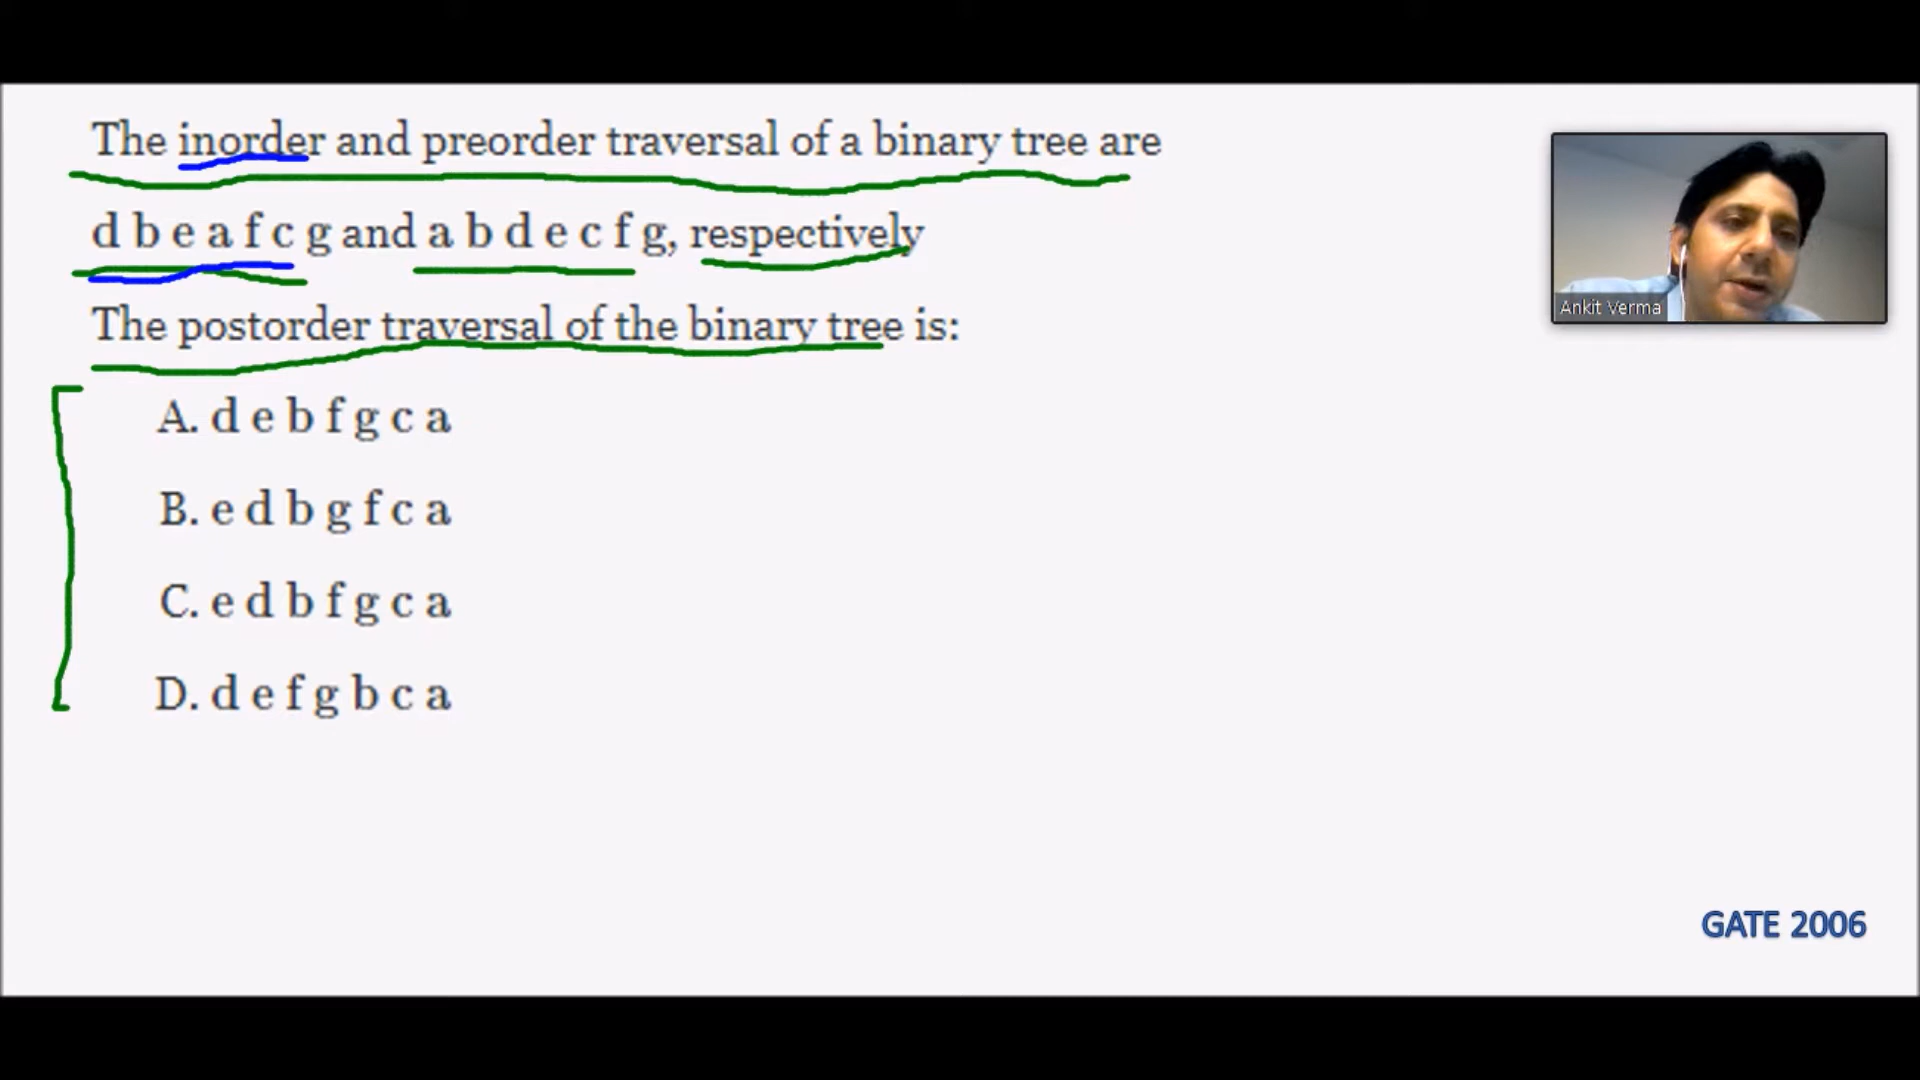 The inorder and preorder traversal of a binary tree are
d b e a f c g and a b d e c f g, respectively
The postorder traversal of the binary tree is:
A. d e b f g c a
B. e d b g f c a
C. e d b f g c a
D. d e f g b c a
Ankit Verma
GATE 2006